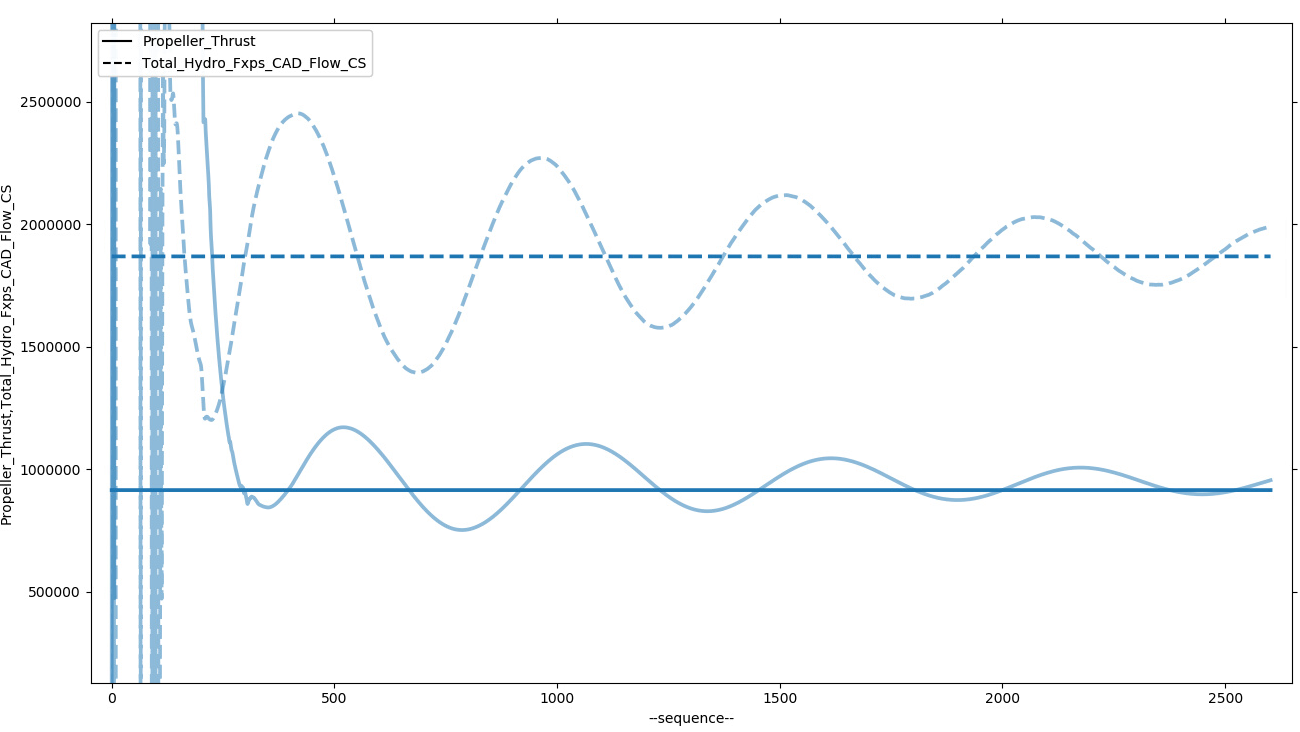 Propeller_Thrust
Total_Hydro_Fxps_CAD_Flow_CS
2500000
2000000
1500000
1000000
500000
Propeller_Thrust,Total_Hydro_Fxps_CAD_Flow_CS
0
500
1000
1500
2000
2500
--sequence--